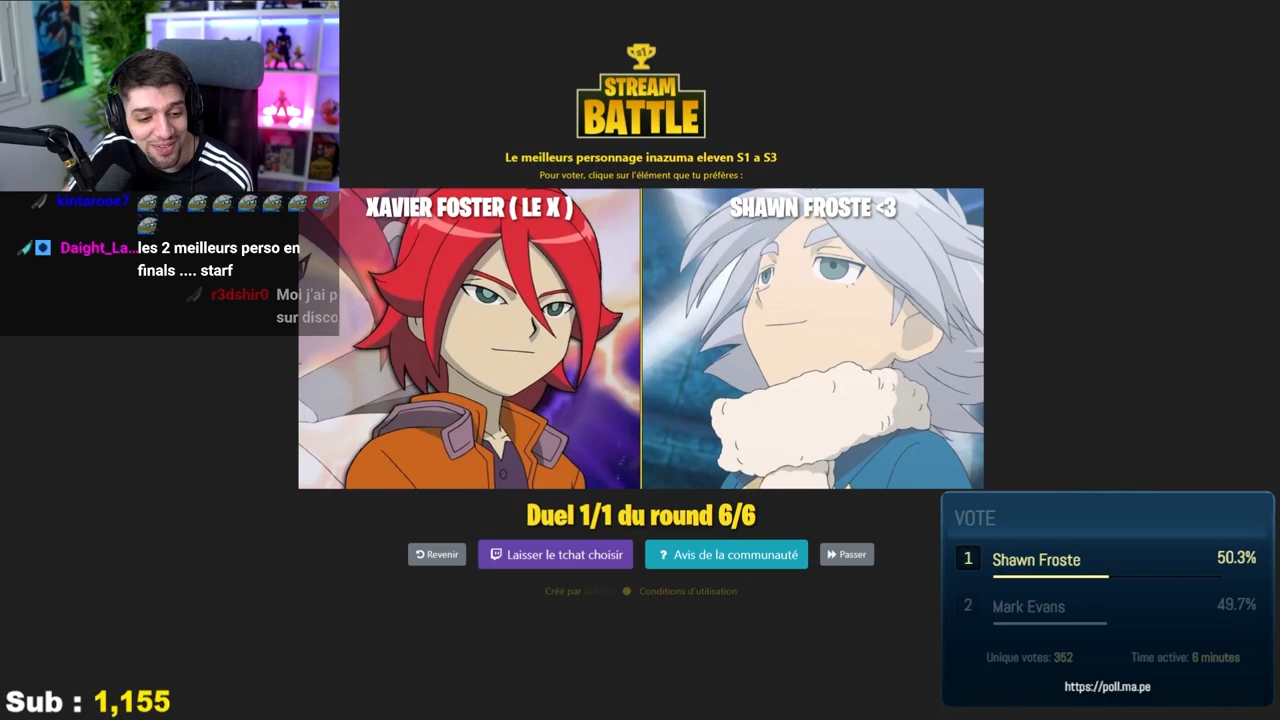 S1
STREAM
BATTLE
Le meilleurs personnage inazuma eleven S1 a S3
Pour voter, clique sur l'élément que tu préfères :
kintarooe7
Daight_La... les 2 meilleurs perso en
finals .... starf
r3dshir0 Moi j'ai p
sur disco
XAVIER FOSTER ( LE X )
SHAWN FROSTE <3
Duel 1/1 du round 6/6
Revenir
Laisser le tchat choisir
? Avis de la communauté
Passer
Créé par
Conditions d'utilisation
VOTE
1 Shawn Froste 50.3%
2 Mark Evans 49.7%
Unique votes: 352 Time active: 6 minutes
https://poll.ma.pe
Sub : 1,155